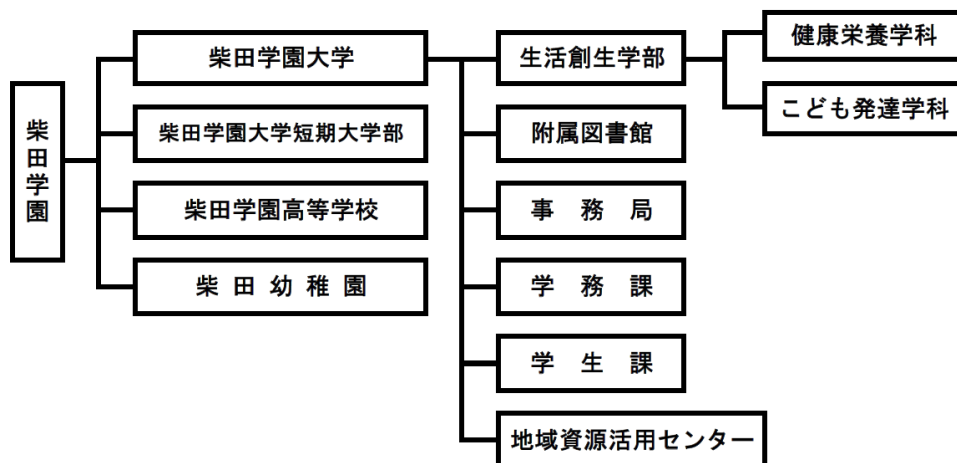 柴田学園
柴田学園大学
柴田学園大学短期大学部
柴田学園高等学校
柴田幼稚園
生活創生学部
附属図書館
事務局
学務課
学生課
地域資源活用センター
健康栄養学科
こども発達学科